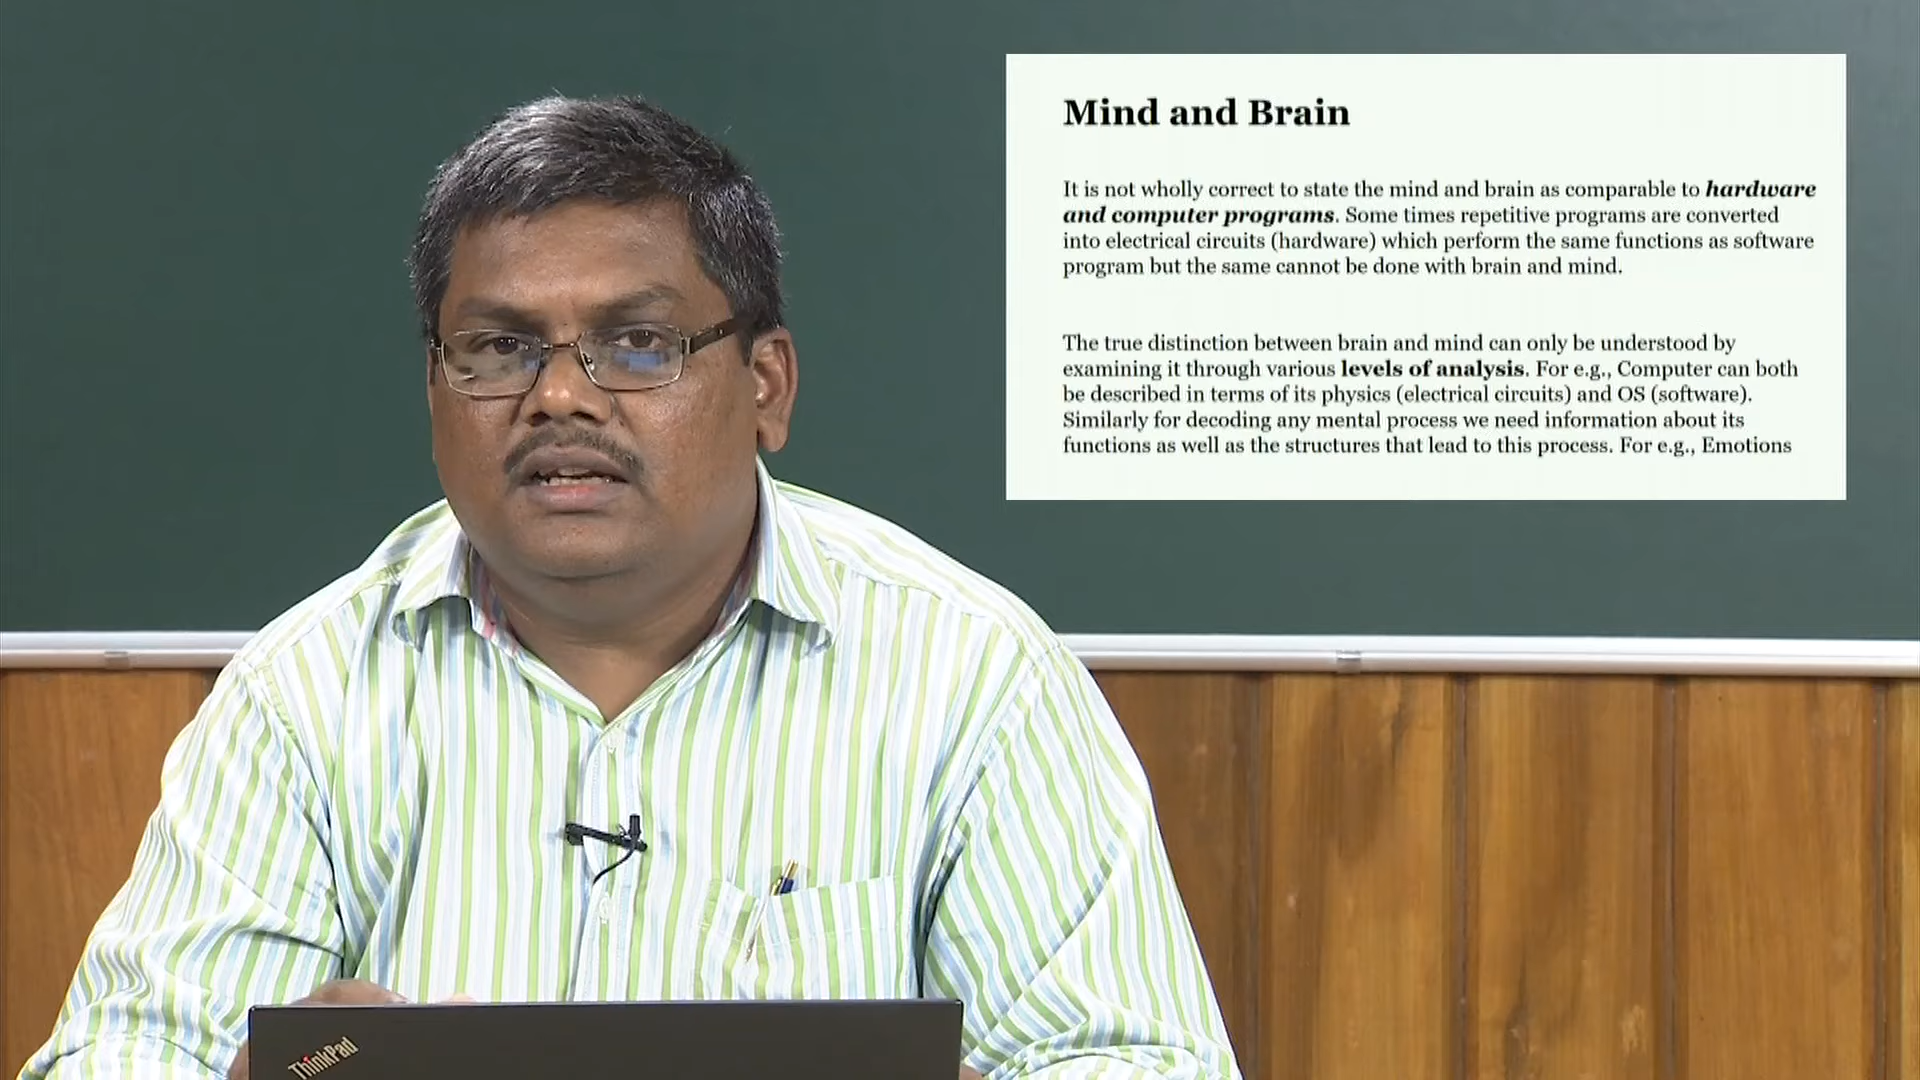 Mind and Brain
It is not wholly correct to state the mind and brain as comparable to hardware
and computer programs. Some times repetitive programs are converted
into electrical circuits (hardware) which perform the same functions as software
program but the same cannot be done with brain and mind.
The true distinction between brain and mind can only be understood by
examining it through various levels of analysis. For e.g., Computer can both
be described in terms of its physics (electrical circuits) and OS (software).
Similarly for decoding any mental process we need information about its
functions as well as the structures that lead to this process. For e.g., Emotions
ThinkPad